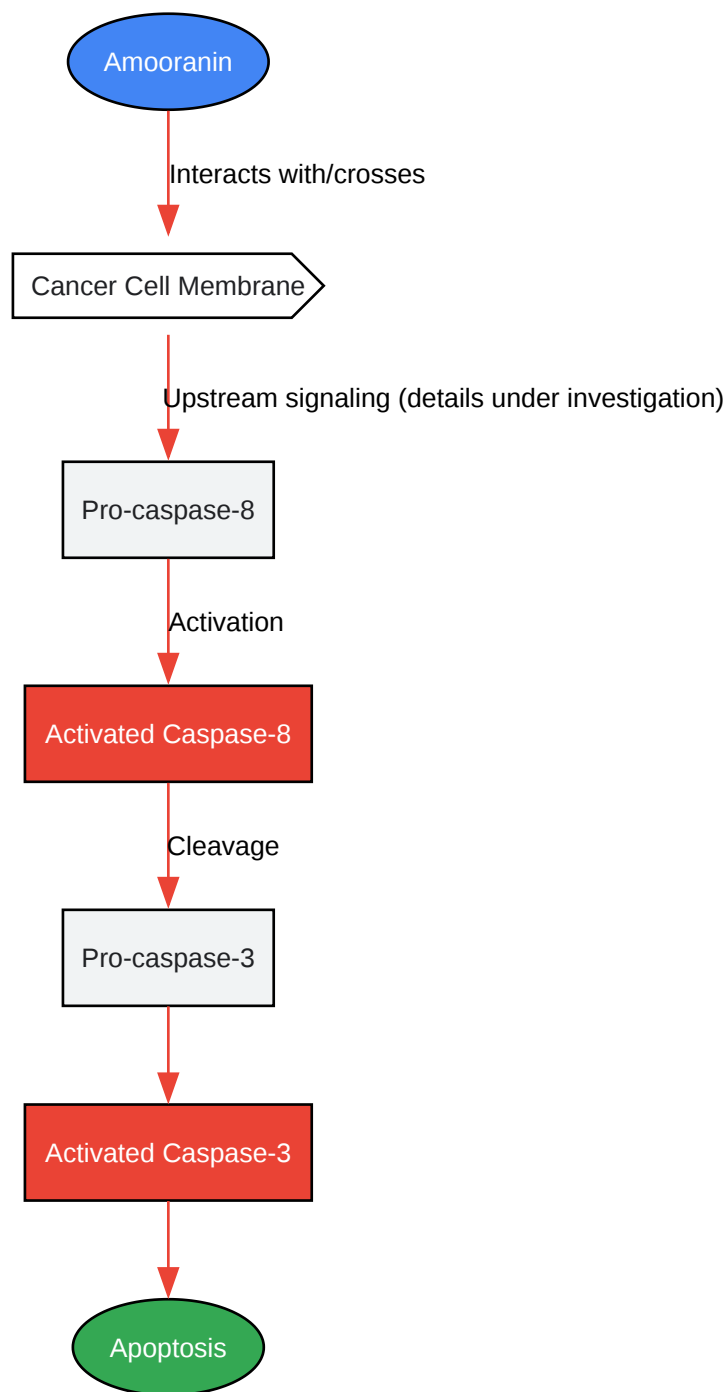 Amooranin
Interacts with/crosses
Cancer Cell Membrane
Upstream signaling (details under investigation)
Pro-caspase-8
Activation
Activated Caspase-8
Cleavage
Pro-caspase-3
Activated Caspase-3
Apoptosis